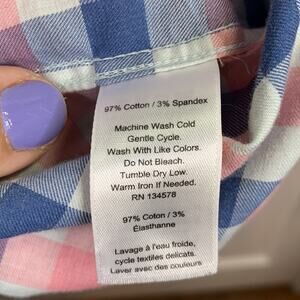 97% Cotton / 3% Spandex
Machine Wash Cold
Gentle Cycle.
Wash With Like Colors.
Do Not Bleach.
Tumble Dry Low.
Warm Iron If Needed.
RN 134578
97% Coton / 3%
Élasthanne
Lavage à l'eau froide,
cycle textiles délicats.
Laver avec des couleurs